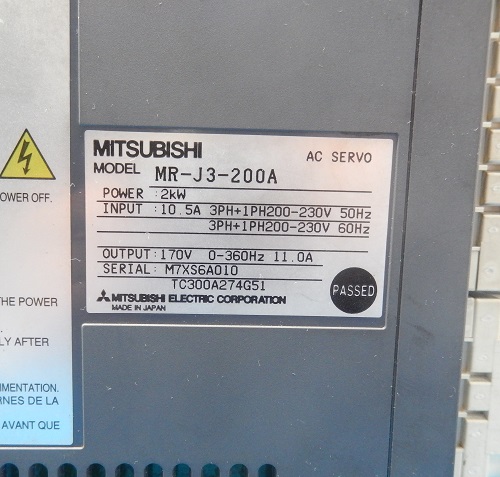 MITSUBISHI
AC SERVO
MODEL MR-J3-200A
POWER :2kW
INPUT :10.5A 3PH+1PH200-230V 50Hz
3PH+1PH200-230V 60Hz
OUTPUT:170V 0-360Hz 11.0A
SERIAL: M7XS6A010
TC300A274G51
MITSUBISHI ELECTRIC CORPORATION
MADE IN JAPAN
PASSED
OWER OFF.
THE POWER
LY AFTER
IMENTATION.
RNES DE LA
AVANT QUE